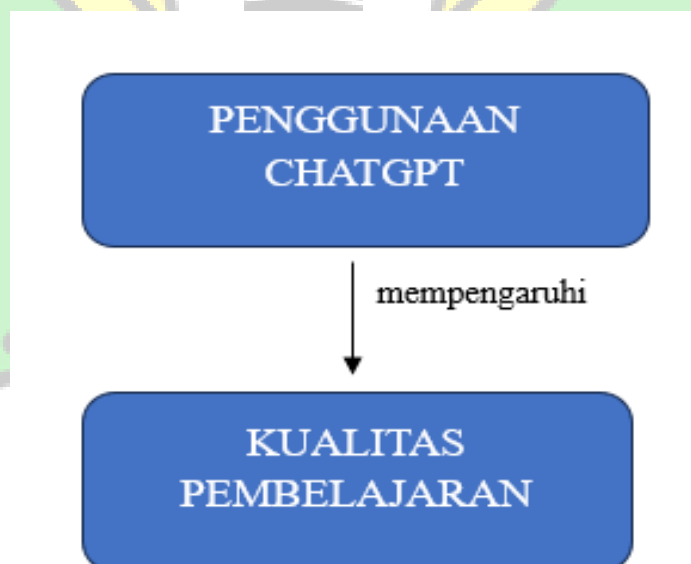 PENGGUNAAN
CHATGPT
mempengaruhi
KUALITAS
PEMBELAJARAN